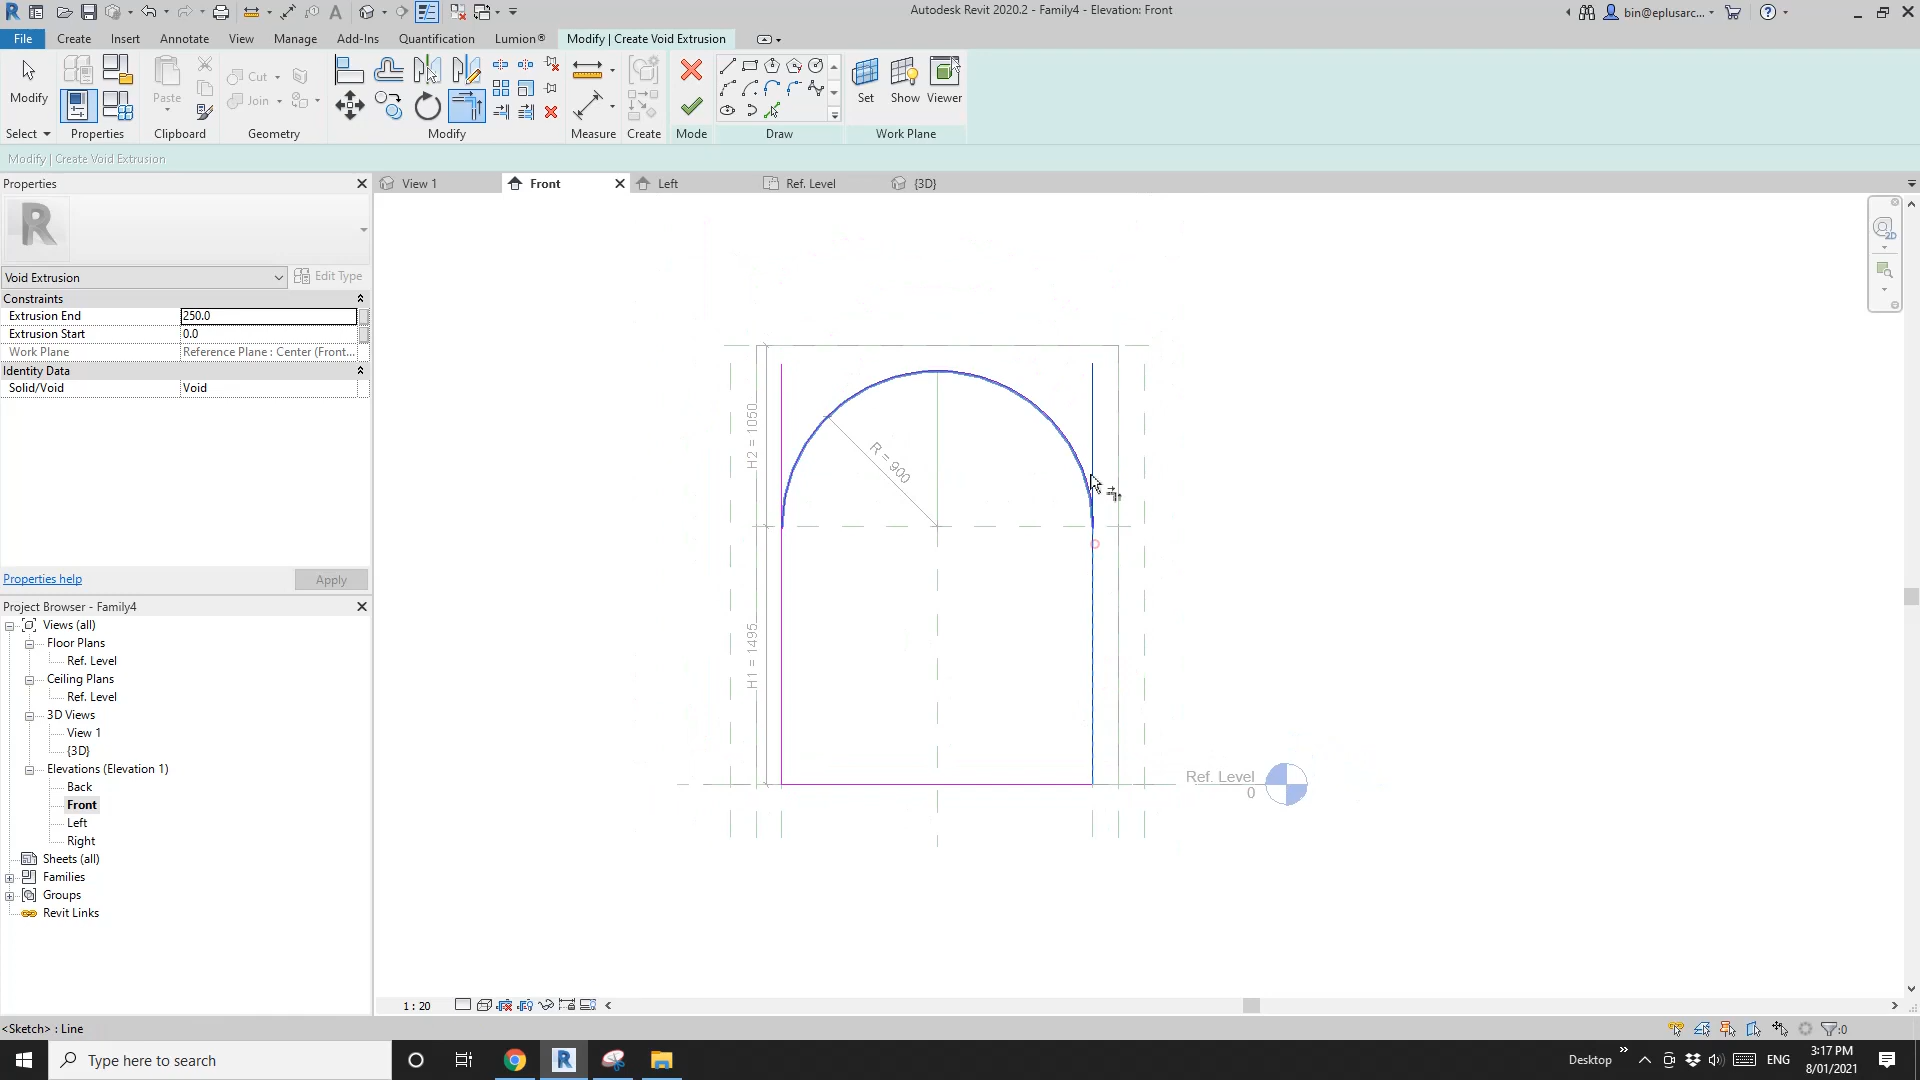 Autodesk Revit 2020.2 - Family4 - Elevation: Front
bin@eplusarc...
File
Create
Insert
Annotate
View
Manage
Add-Ins
Quantification
Lumion®
Modify | Create Void Extrusion
Modify
Paste
Cut
Join
Set
Show
Viewer
Select
Properties
Clipboard
Geometry
Modify
Measure
Create
Mode
Draw
Work Plane
Modify | Create Void Extrusion
Properties
View 1
Front
Left
Ref. Level
{3D}
Void Extrusion
Edit Type
Constraints
Extrusion End 250.0
Extrusion Start 0.0
Work Plane Reference Plane : Center (Front...
Identity Data
Solid/Void Void
Properties help
Apply
Project Browser - Family4
Views (all)
Floor Plans
Ref. Level
Ceiling Plans
Ref. Level
3D Views
View 1
{3D}
Elevations (Elevation 1)
Back
Front
Left
Right
Sheets (all)
Families
Groups
Revit Links
H2 = 1050
R = 900
H1 = 1495
Ref. Level
0
1 : 20
<Sketch> : Line
:0
Type here to search
Desktop
ENG
3:17 PM
8/01/2021